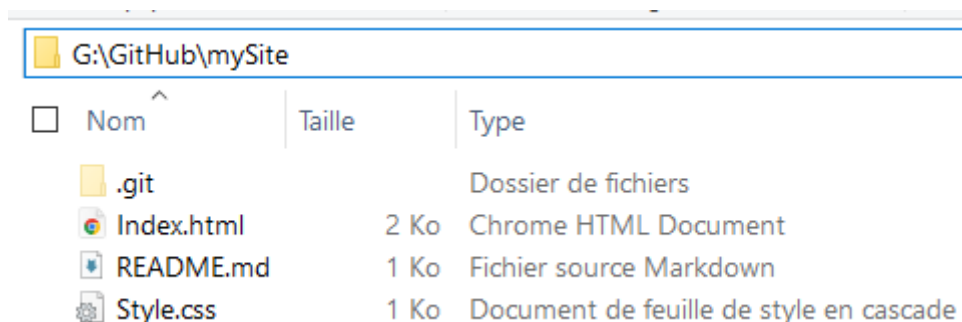 G:\GitHub\mySite
Nom Taille Type
.git Dossier de fichiers
Index.html 2 Ko Chrome HTML Document
README.md 1 Ko Fichier source Markdown
Style.css 1 Ko Document de feuille de style en cascade